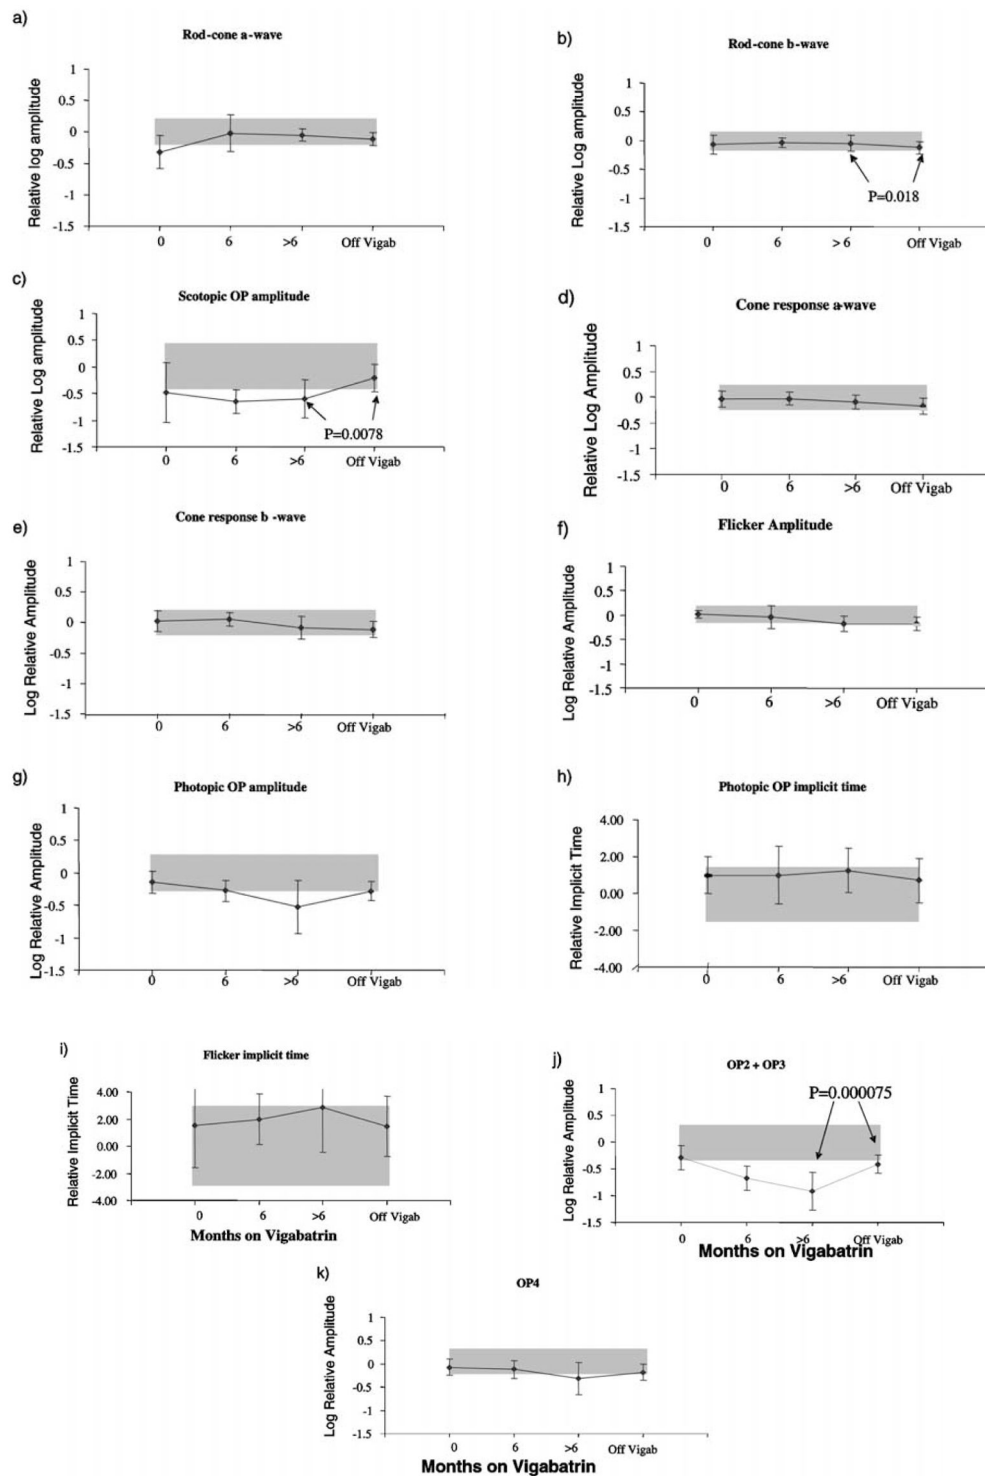 a)
Rod-cone a-wave
Relative log amplitude
1
0.5
0
-0.5
-1
-1.5
0 6 >6 Off Vigab
b)
Rod-cone b-wave
Relative Log amplitude
1
0.5
0
-0.5
-1
-1.5
P=0.018
0 6 > 6 Off Vigab
c)
Scotopic OP amplitude
Relative Log amplitude
1
0.5
0
-0.5
-1
-1.5
P=0.0078
0 6 >6 Off Vigab
d)
Cone response a-wave
Relative Log Amplitude
1
0.5
0
-0.5
-1
-1.5
0 6 >6 Off Vigab
e)
Cone response b -wave
Log Relative Amplitude
1
0.5
0
-0.5
-1
-1.5
0 6 >6 Off Vigab
f)
Flicker Amplitude
Log Relative Amplitude
1
0.5
0
-0.5
-1
-1.5
0 6 >6 Off Vigab
g)
Photopic OP amplitude
Log Relative Amplitude
1
0.5
0
-0.5
-1
-1.5
0 6 >6 Off Vigab
h)
Photopic OP implicit time
Relative Implicit Time
4.00
2.00
0.00
-2.00
-4.00
0 6 >6 Off Vigab
i)
Flicker implicit time
Relative Implicit Time
4.00
2.00
0.00
-2.00
-4.00
0 6 >6 Off Vigab
Months on Vigabatrin
j)
OP2 + OP3
Log Relative Amplitude
1
0.5
0
-0.5
-1
-1.5
P=0.000075
0 6 >6 Off Vigab
Months on Vigabatrin
k)
OP4
Log Relative Amplitude
1
0.5
0
-0.5
-1
-1.5
0 6 >6 Off Vigab
Months on Vigabatrin